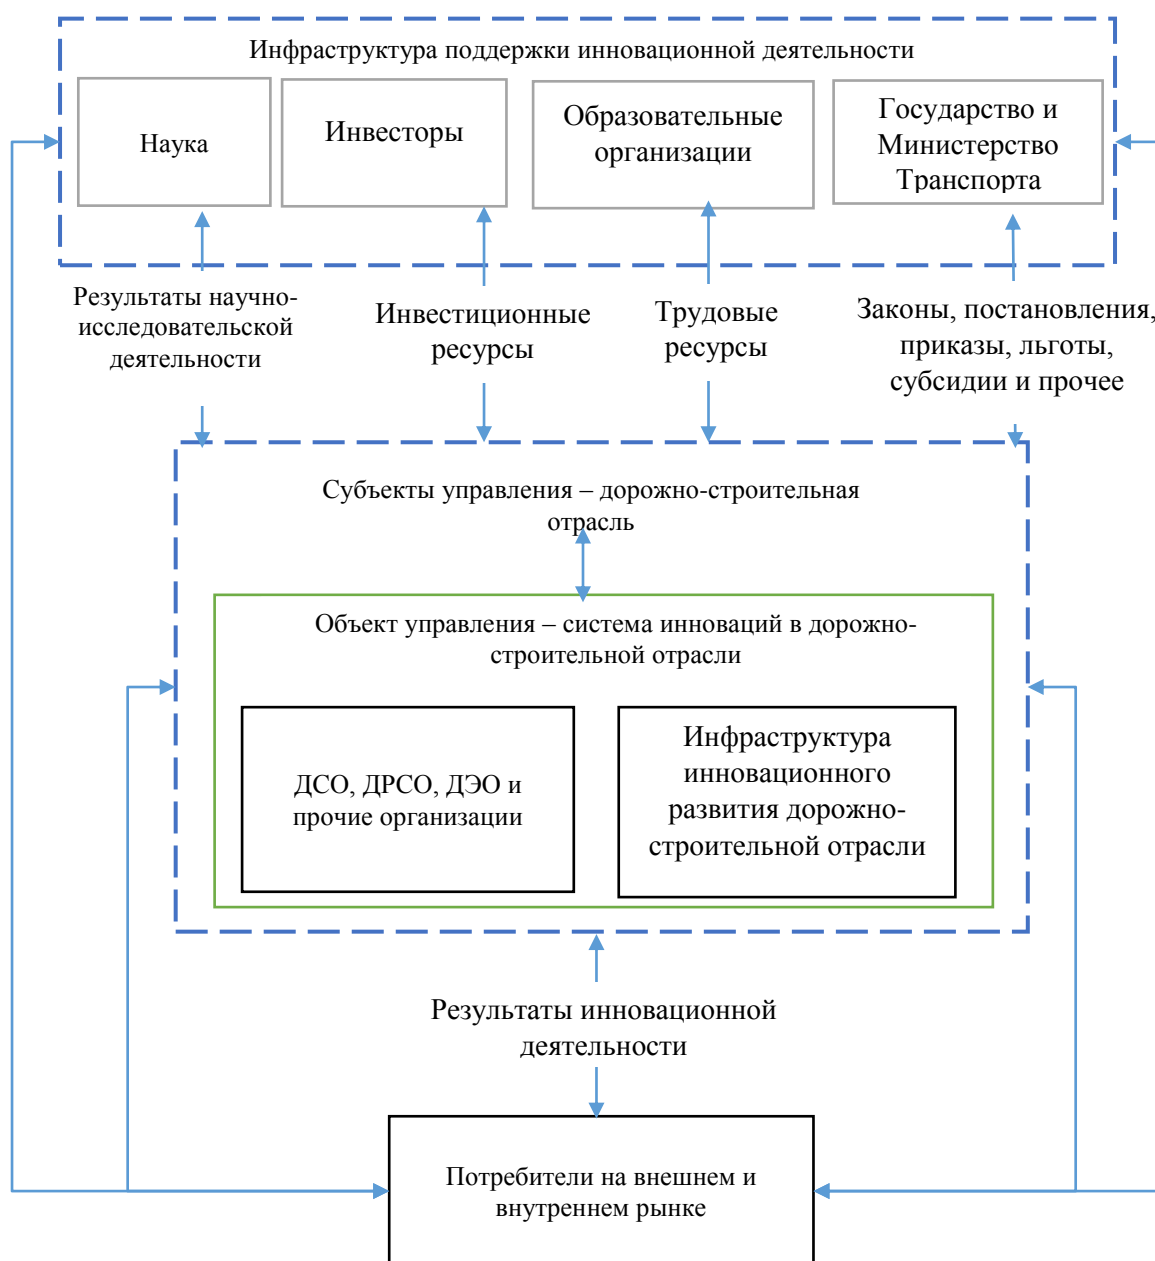 Инфраструктура поддержки инновационной деятельности
Наука
Инвесторы
Образовательные
организации
Государство и
Министерство
Транспорта
Результаты научно-
исследовательской
деятельности
Инвестиционные
ресурсы
Трудовые
ресурсы
Законы, постановления,
приказы, льготы,
субсидии и прочее
Субъекты управления – дорожно-строительная
отрасль
Объект управления – система инноваций в дорожно-
строительной отрасли
ДСО, ДРСО, ДЭО и
прочие организации
Инфраструктура
инновационного
развития дорожно-
строительной отрасли
Результаты инновационной
деятельности
Потребители на внешнем и
внутреннем рынке